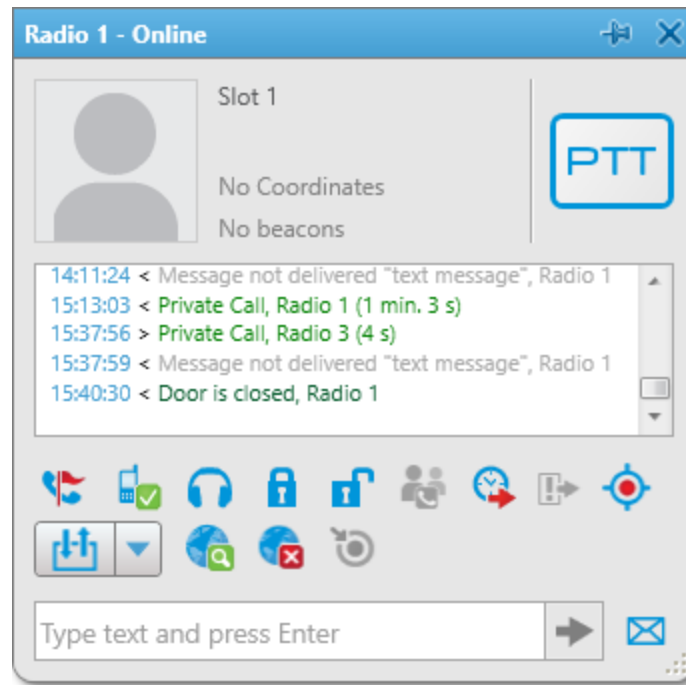 Radio 1 - Online
Slot 1
No Coordinates
No beacons
PTT
14:11:24 < Message not delivered "text message", Radio 1
15:13:03 < Private Call, Radio 1 (1 min. 3 s)
15:37:56 > Private Call, Radio 3 (4 s)
15:37:59 < Message not delivered "text message", Radio 1
15:40:30 < Door is closed, Radio 1
Type text and press Enter